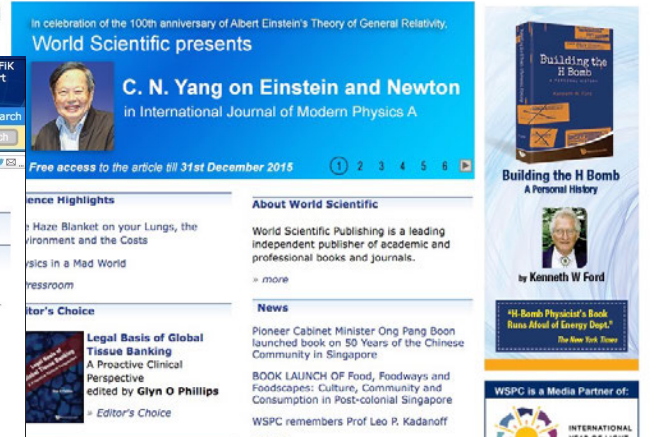 In celebration of the 100th anniversary of Albert Einstein's Theory of General Relativity,
World Scientific presents
C. N. Yang on Einstein and Newton
in International Journal of Modern Physics A
Free access to the article till 31st December 2015
1 2 3 4 5 6
ience Highlights
e Haze Blanket on your Lungs, the
vironment and the Costs
ysics in a Mad World
ressroom
itor's Choice
Legal Basis of Global
Tissue Banking
A Proactive Clinical
Perspective
edited by Glyn O Phillips
» Editor's Choice
About World Scientific
World Scientific Publishing is a leading
independent publisher of academic and
professional books and journals.
» more
News
Pioneer Cabinet Minister Ong Pang Boon
launched book on 50 Years of the Chinese
Community in Singapore
BOOK LAUNCH OF Food, Foodways and
Foodscapes: Culture, Community and
Consumption in Post-colonial Singapore
WSPC remembers Prof Leo P. Kadanoff
Building the
H Bomb
A PERSONAL HISTORY
Kenneth W. Ford
Building the H Bomb
A Personal History
by Kenneth W Ford
"H-Bomb Physicist's Book
Runs Afoul of Energy Dept."
The New York Times
WSPC is a Media Partner of:
INTERNATIONAL